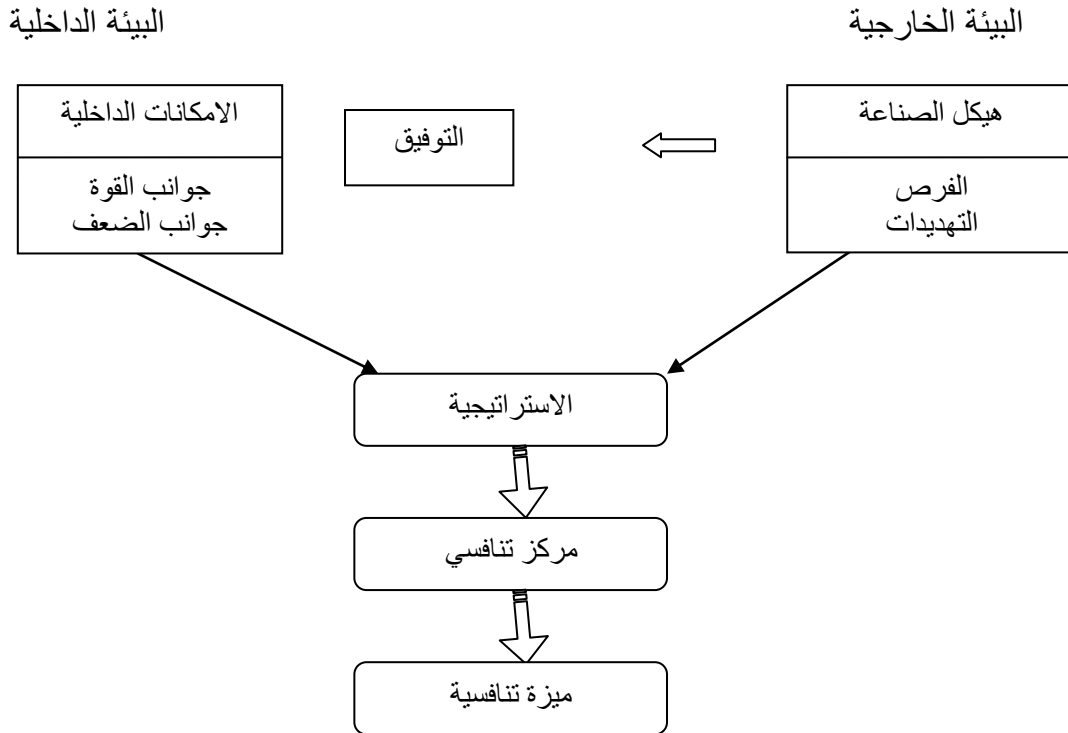 البيئة الخارجية
البيئة الداخلية
هيكل الصناعة
الفرص
التهديدات
التوفيق
الامكانات الداخلية
جوانب القوة
جوانب الضعف
الاستراتيجية
مركز تنافسي
ميزة تنافسية